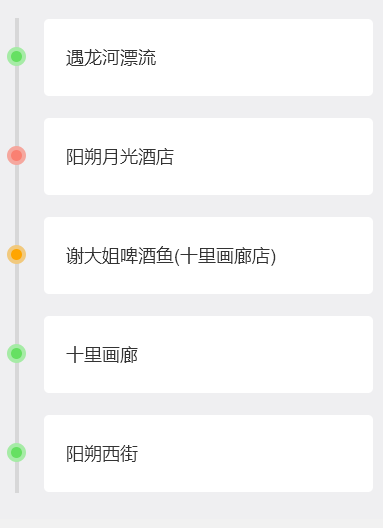 遇龙河漂流
阳朔月光酒店
谢大姐啤酒鱼(十里画廊店)
十里画廊
阳朔西街